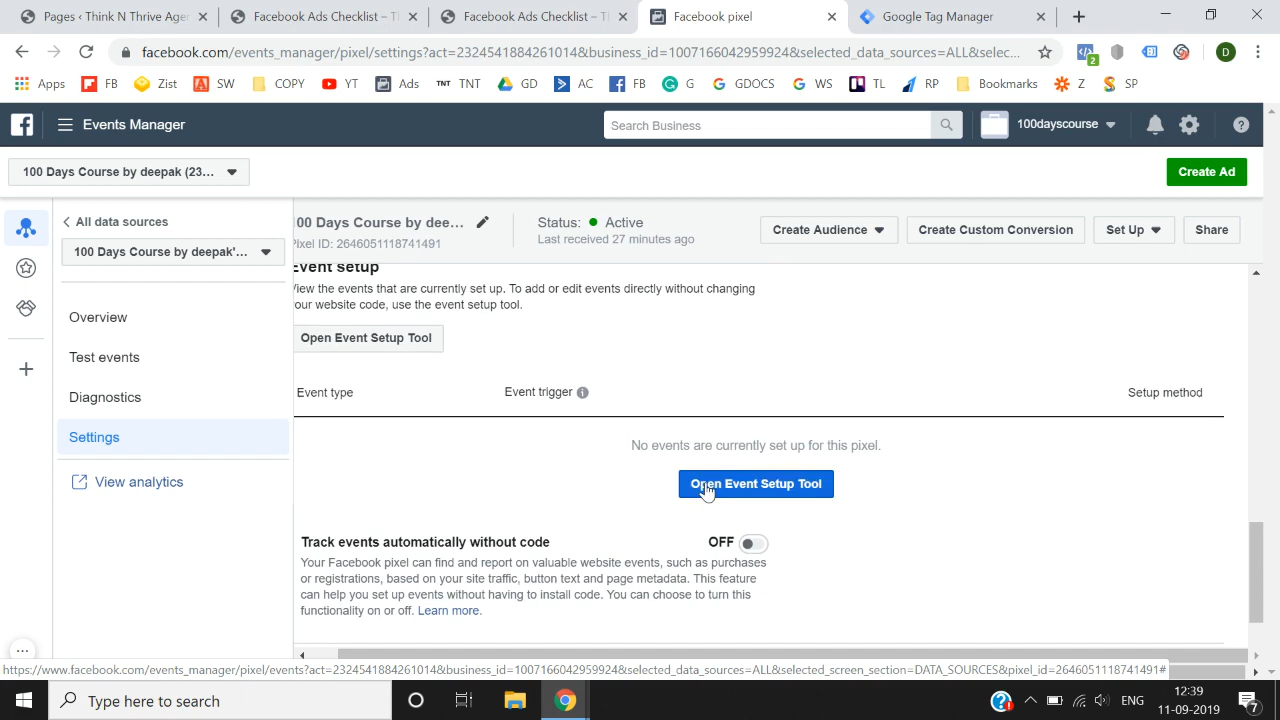 Pages ‹ Think N Thrive Ager
Facebook Ads Checklist – Th
Facebook Ads Checklist – Th
Facebook pixel
Google Tag Manager
facebook.com/events_manager/pixel/settings?act=2324541884261014&business_id=1007166042959924&selected_data_sources=ALL&selec...
2
D
Apps
FB
Zist
SW
COPY
YT
Ads
TNT
TNT
GD
AC
FB
G
GDOCS
WS
TL
RP
Bookmarks
Z
SP
Events Manager
Search Business
100dayscourse
100 Days Course by deepak (23...
Create Ad
All data sources
100 Days Course by deepak'...
Overview
Test events
Diagnostics
Settings
View analytics
00 Days Course by dee...
Pixel ID: 2646051118741491
Status: Active
Last received 27 minutes ago
Create Audience
Create Custom Conversion
Set Up
Share
Event setup
View the events that are currently set up. To add or edit events directly without changing
our website code, use the event setup tool.
Open Event Setup Tool
Event type
Event trigger
Setup method
No events are currently set up for this pixel.
Open Event Setup Tool
Track events automatically without code
OFF
Your Facebook pixel can find and report on valuable website events, such as purchases
or registrations, based on your site traffic, button text and page metadata. This feature
can help you set up events without having to install code. You can choose to turn this
functionality on or off. Learn more.
https://www.facebook.com/events_manager/pixel/events?act=2324541884261014&business_id=1007166042959924&selected_data_sources=ALL&selected_screen_section=DATA_SOURCES&pixel_id=2646051118741491#
Type here to search
ENG
12:39
11-09-2019
7